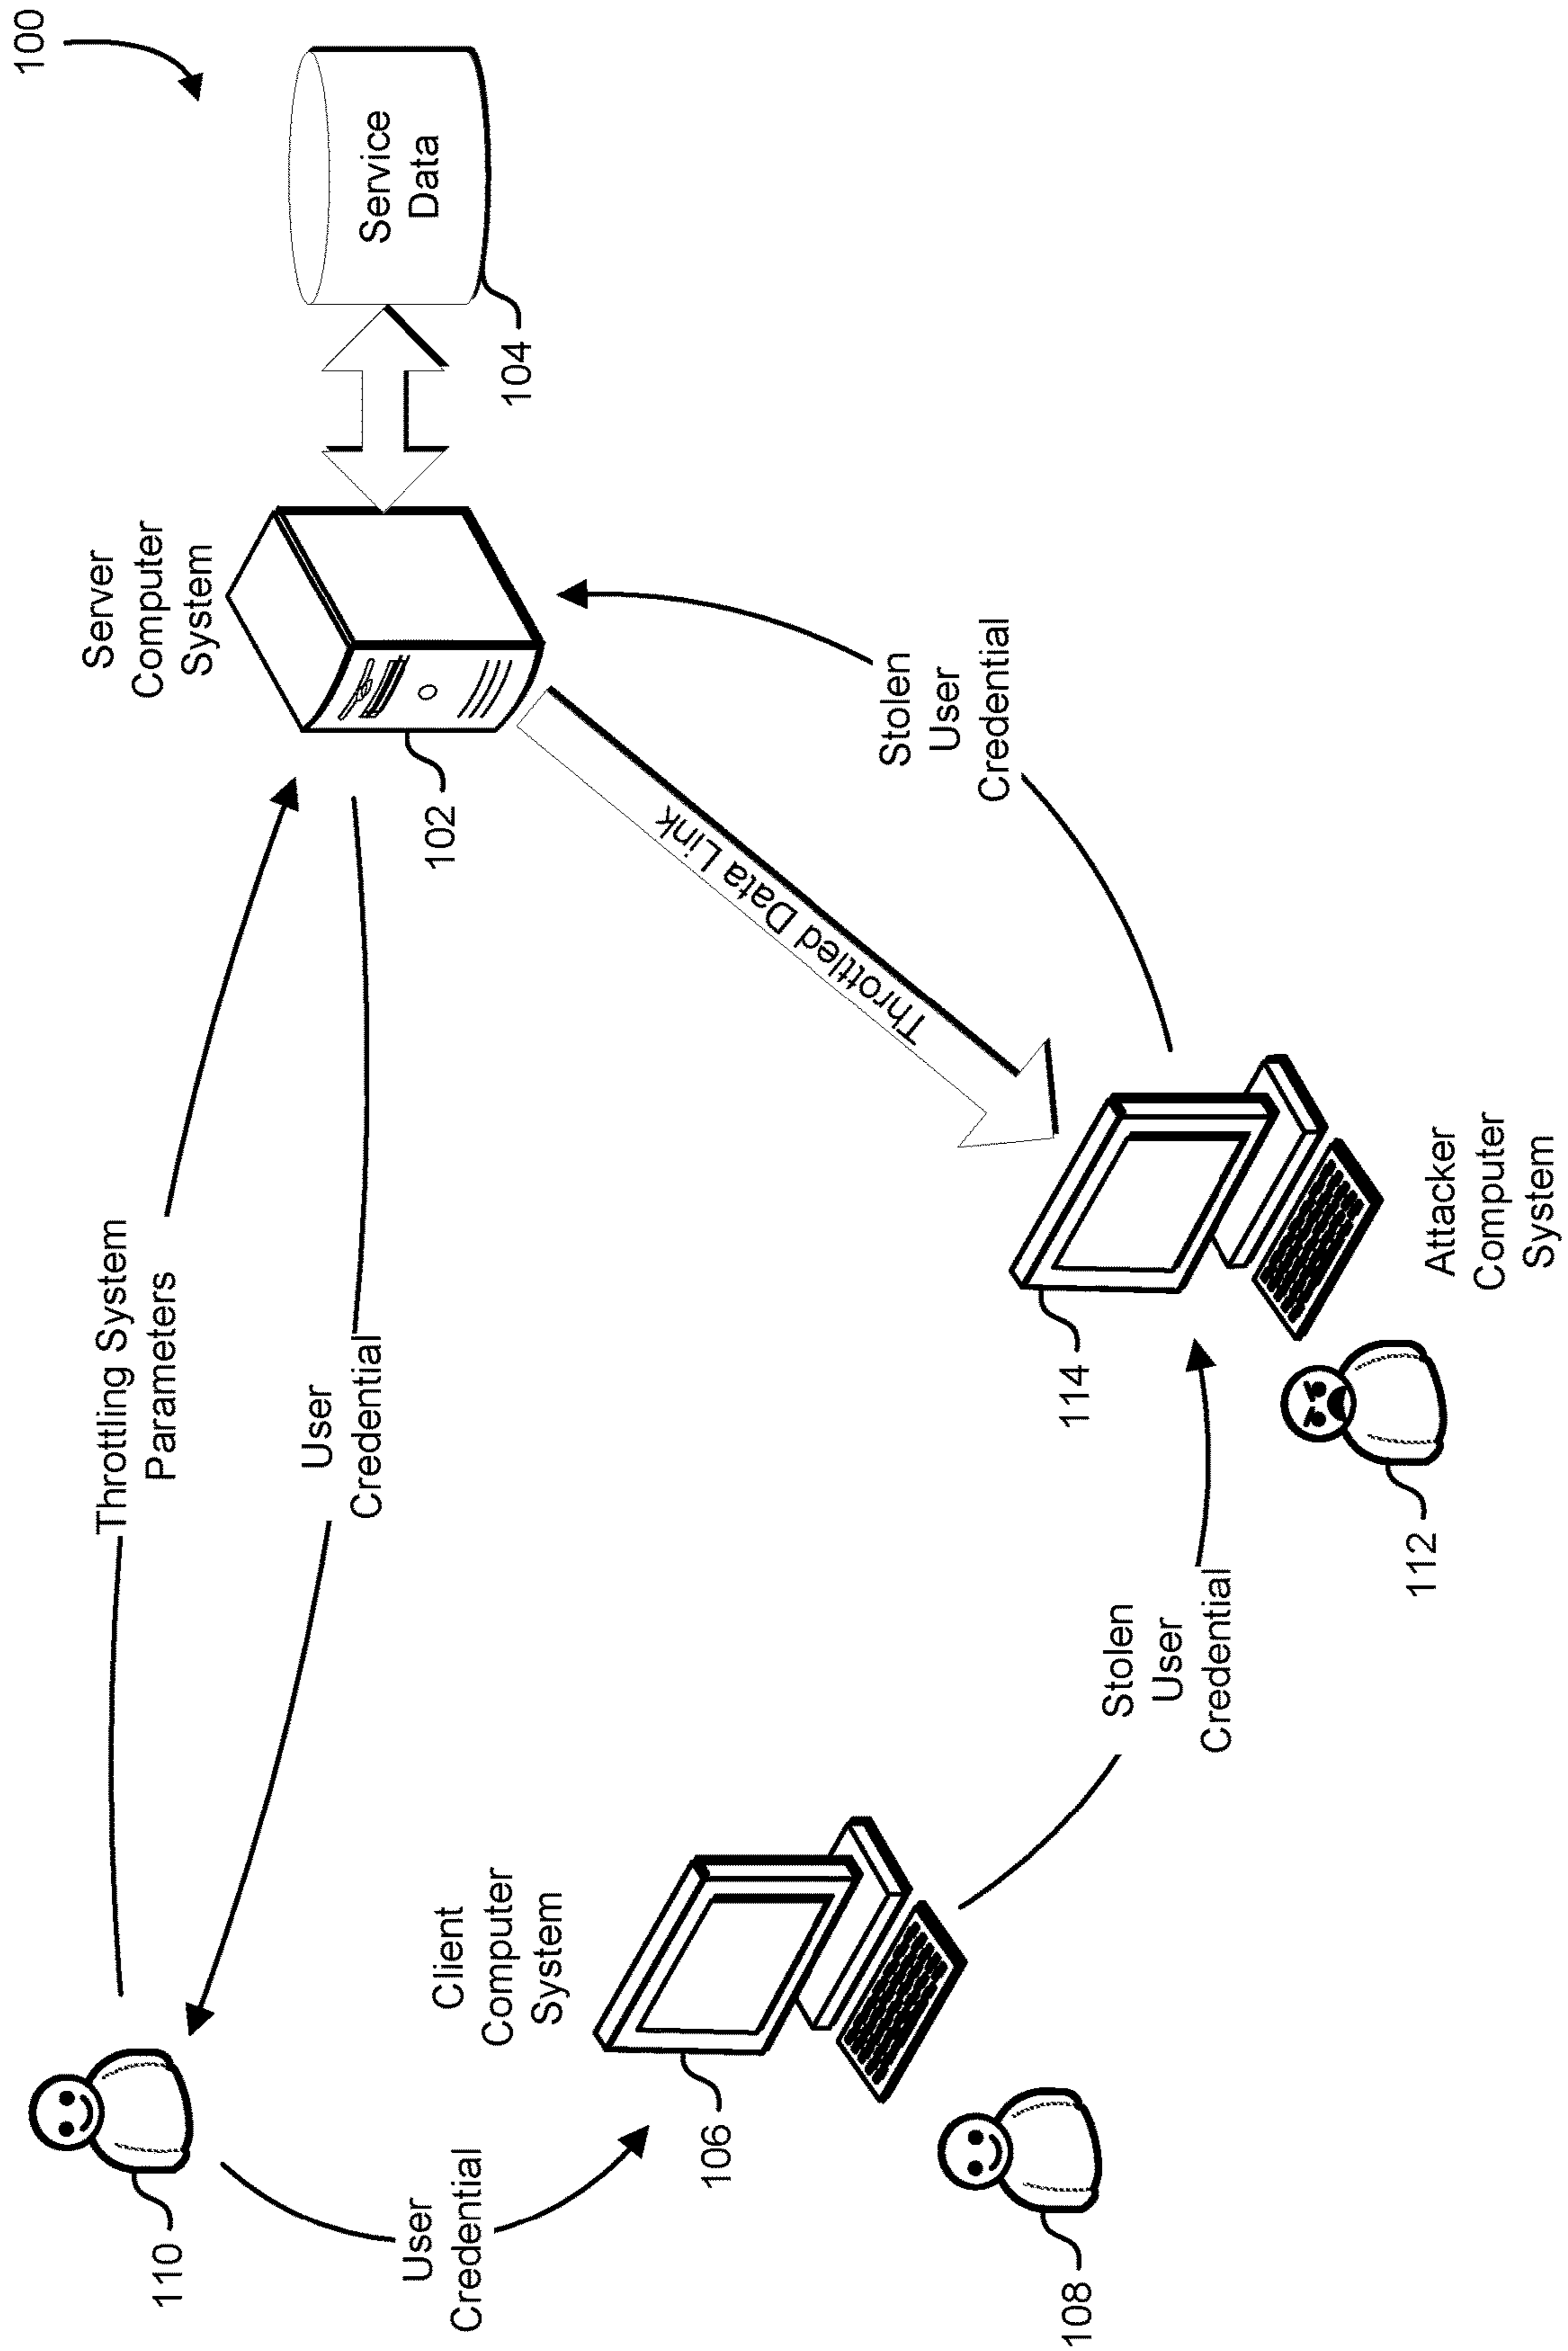 100
Service
Data
104
Server
Computer
System
102
Throttling System
Parameters
User
Credential
Throttled Data Link
Stolen
User
Credential
114
Attacker
Computer
System
112
Stolen
User
Credential
Client
Computer
System
106
110
User
Credential
108